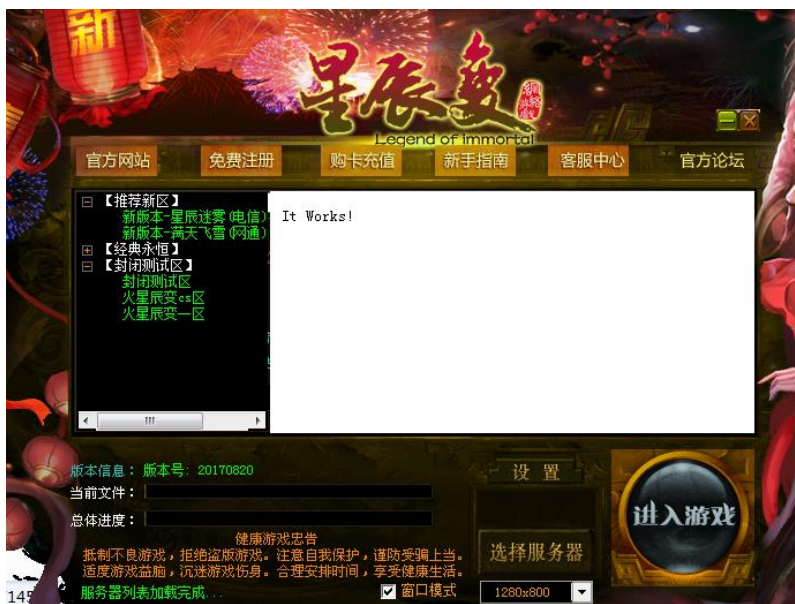 新
星辰变
網絡游戲
Legend of Immortal
官方网站 免费注册 购卡充值 新手指南 客服中心 官方论坛
【推荐新区】
新版本-星辰迷雾(电信)
新版本-满天飞雪(网通)
【经典永恒】
【封闭测试区】
封闭测试区
火星辰变cs区
火星辰变一区
It Works!
版本信息：版本号: 20170820
当前文件：
总体进度：
设 置
进入游戏
选择服务器
健康游戏忠告
抵制不良游戏，拒绝盗版游戏。注意自我保护，谨防受骗上当。
适度游戏益脑，沉迷游戏伤身。合理安排时间，享受健康生活。
服务器列表加载完成...
窗口模式
1280x800
145